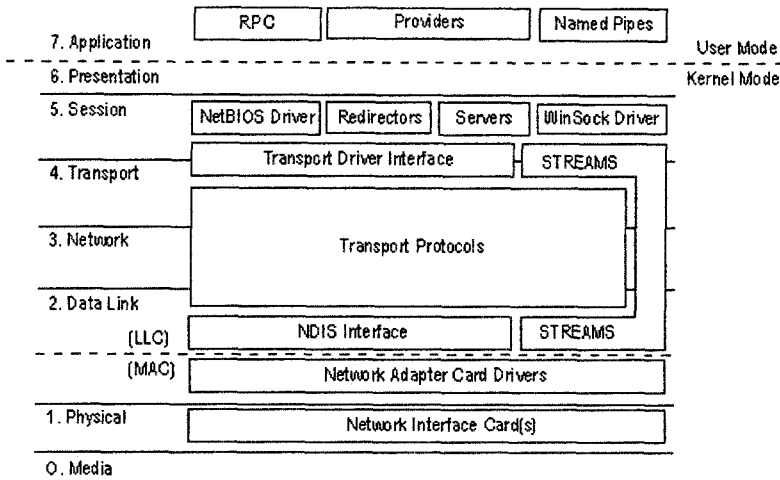 RPC Providers Named Pipes
7. Application
User Mode
6. Presentation
Kernel Mode
5. Session
NetBIOS Driver Redirectors Servers WinSock Driver
Transport Driver Interface STREAMS
4. Transport
3. Network
Transport Protocols
2. Data Link
(LLC)
NDIS Interface STREAMS
(MAC)
Network Adapter Card Drivers
1. Physical
Network Interface Card(s)
0. Media